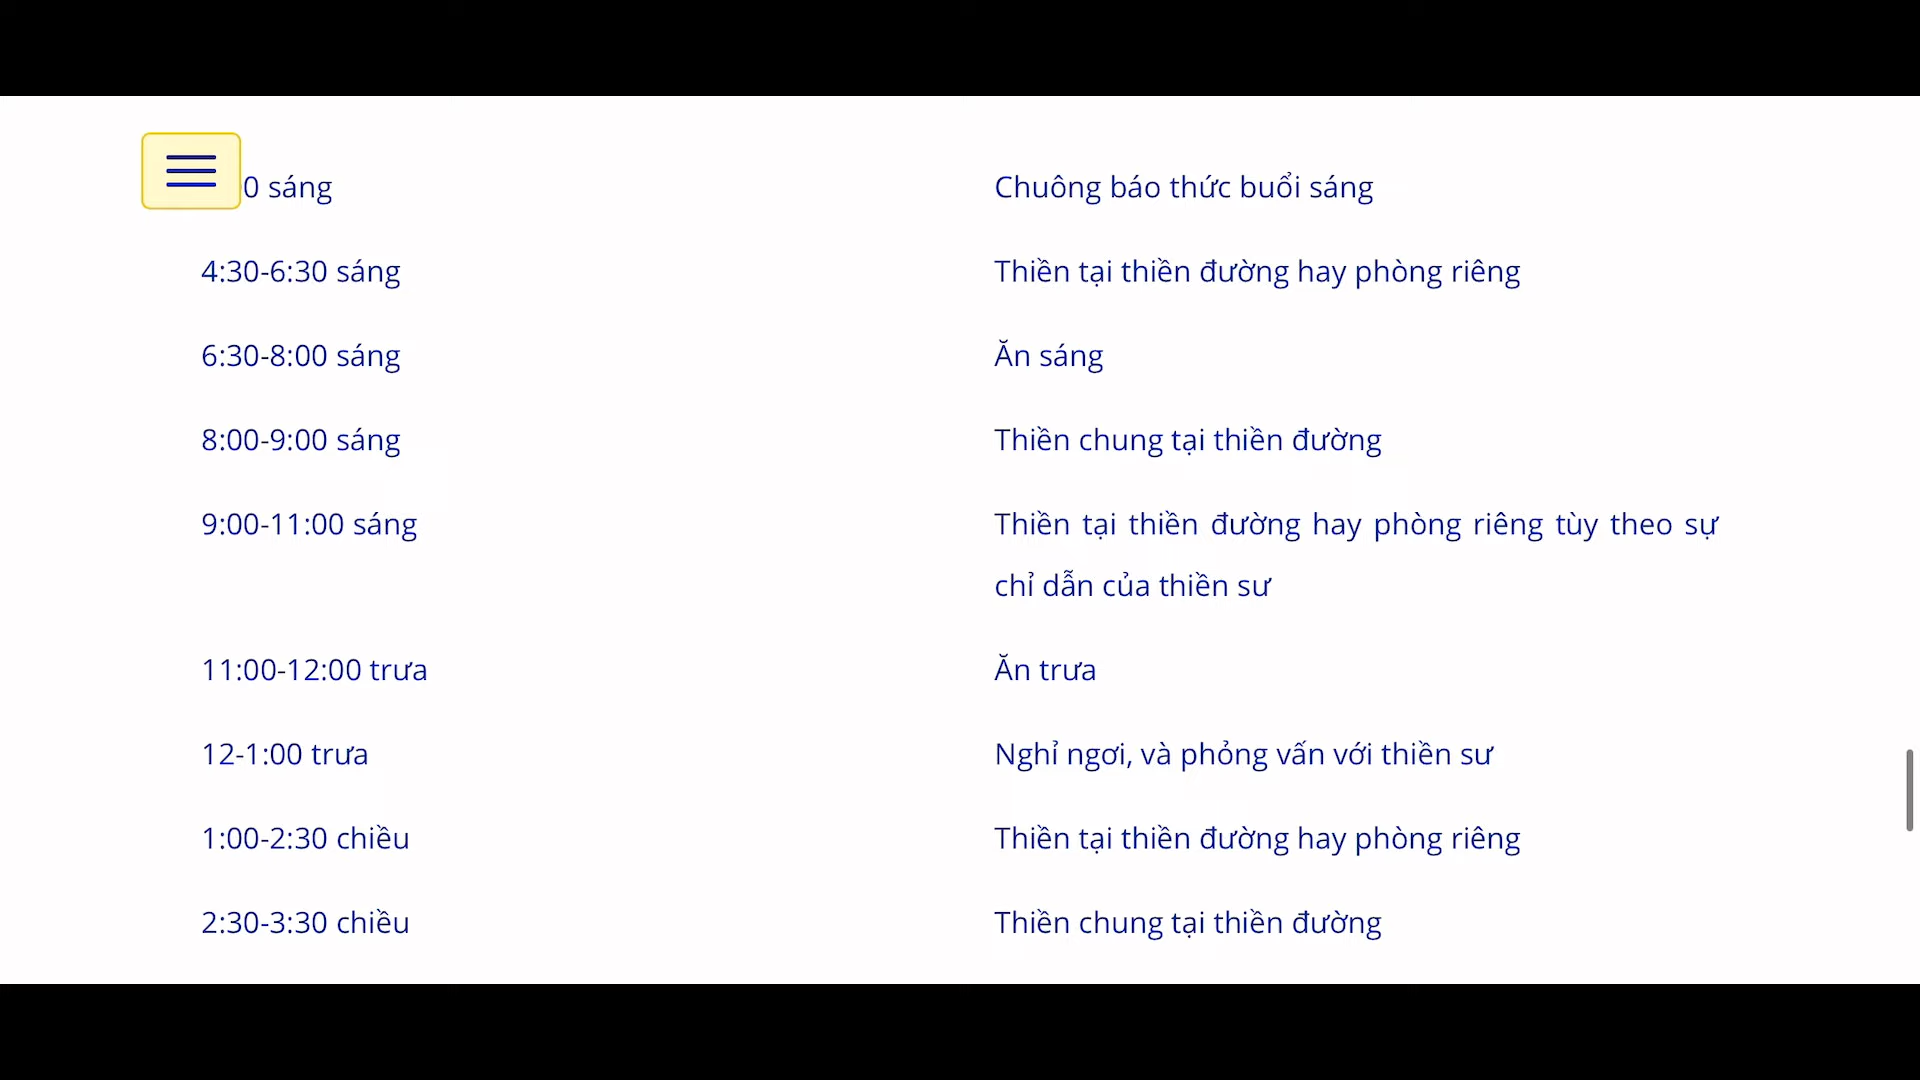 0 sáng Chuông báo thức buổi sáng
4:30-6:30 sáng Thiền tại thiền đường hay phòng riêng
6:30-8:00 sáng Ăn sáng
8:00-9:00 sáng Thiền chung tại thiền đường
9:00-11:00 sáng Thiền tại thiền đường hay phòng riêng tùy theo sự
chỉ dẫn của thiền sư
11:00-12:00 trưa Ăn trưa
12-1:00 trưa Nghỉ ngơi, và phỏng vấn với thiền sư
1:00-2:30 chiều Thiền tại thiền đường hay phòng riêng
2:30-3:30 chiều Thiền chung tại thiền đường